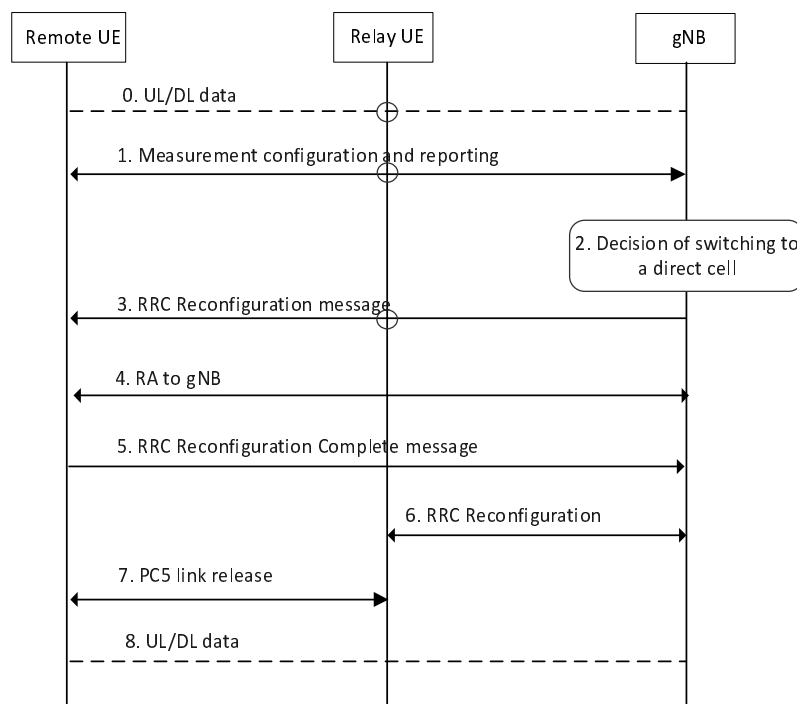 Remote UE
Relay UE
gNB
0. UL/DL data
1. Measurement configuration and reporting
2. Decision of switching to
a direct cell
3. RRC Reconfiguration message
4. RA to gNB
5. RRC Reconfiguration Complete message
6. RRC Reconfiguration
7. PC5 link release
8. UL/DL data